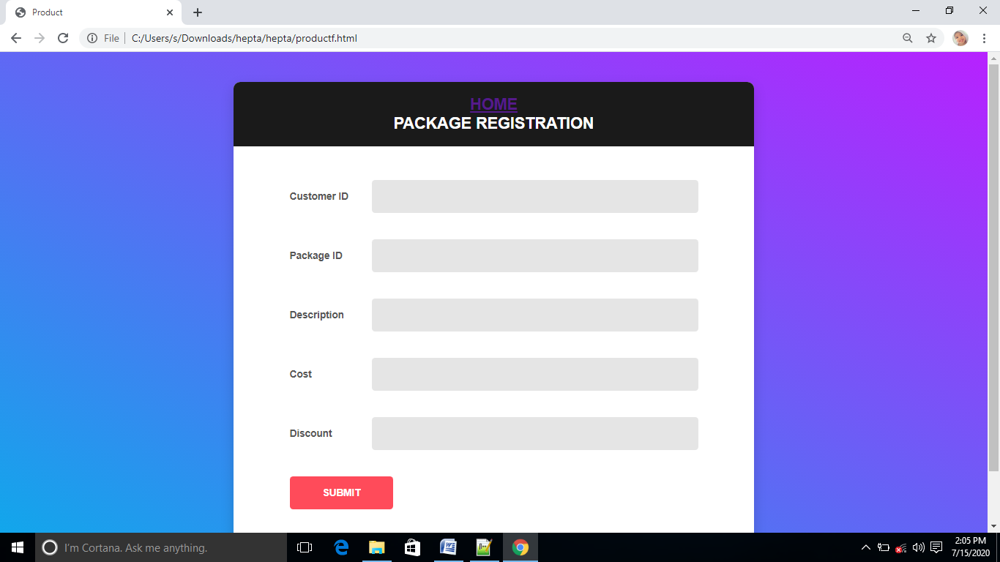 Product
File
C:/Users/s/Downloads/hepta/hepta/productf.html
HOME
PACKAGE REGISTRATION
Customer ID
Package ID
Description
Cost
Discount
SUBMIT
I'm Cortana. Ask me anything.
2:05 PM
7/15/2020